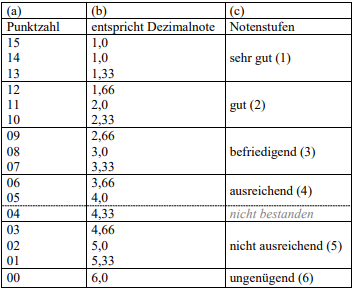 (a) (b) (c)
Punktzahl entspricht Dezimalnote Notenstufen
15 1,0
14 1,0 sehr gut (1)
13 1,33
12 1,66
11 2,0 gut (2)
10 2,33
09 2,66
08 3,0 befriedigend (3)
07 3,33
06 3,66 ausreichend (4)
05 4,0
04 4,33 nicht bestanden
03 4,66
02 5,0 nicht ausreichend (5)
01 5,33
00 6,0 ungenügend (6)